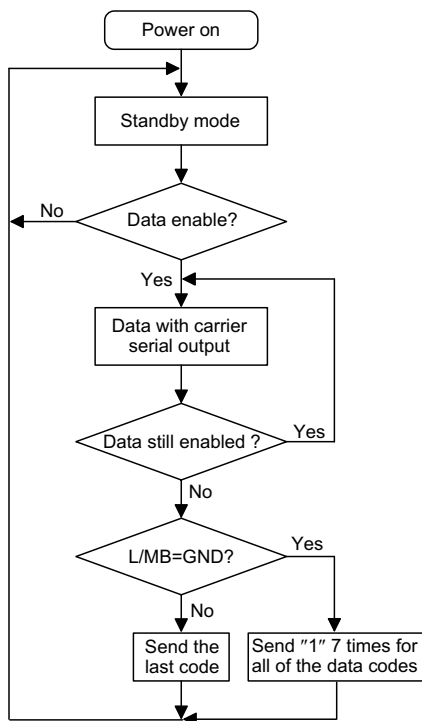 Power on
Standby mode
No
Data enable?
Yes
Data with carrier
serial output
Data still enabled ?
Yes
No
L/MB=GND?
Yes
No
Send the
last code
Send ″1″ 7 times for
all of the data codes